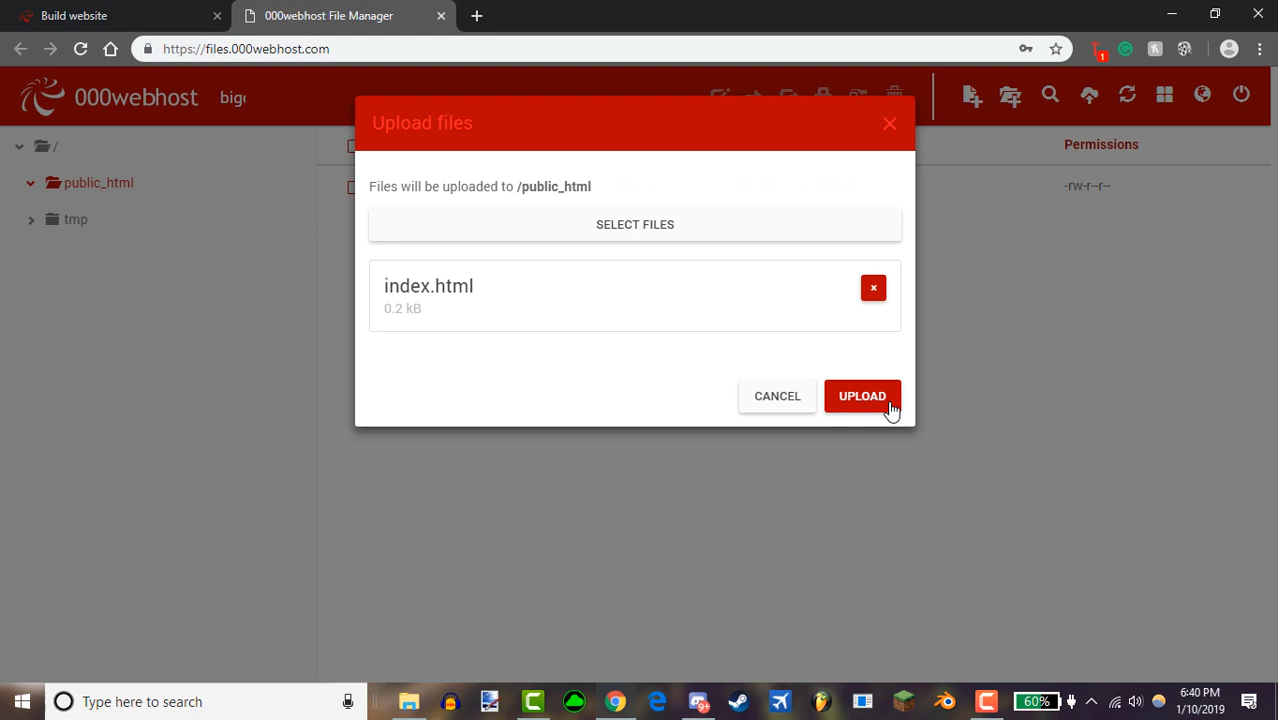 Build website
000webhost File Manager
https://files.000webhost.com
1
000webhost
Upload files
/
public_html
tmp
Permissions
-rw-r--r--
Files will be uploaded to /public_html
SELECT FILES
index.html
0.2 kB
CANCEL
UPLOAD
Type here to search
9+
60%
6:40 PM
1/10/2019